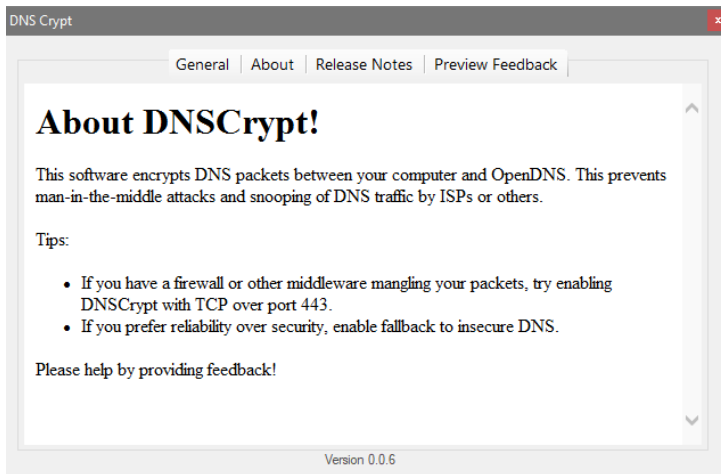 DNS Crypt
x
General | About | Release Notes | Preview Feedback
About DNSCrypt!
This software encrypts DNS packets between your computer and OpenDNS. This prevents
man-in-the-middle attacks and snooping of DNS traffic by ISPs or others.
Tips:
• If you have a firewall or other middleware mangling your packets, try enabling
DNSCrypt with TCP over port 443.
• If you prefer reliability over security, enable fallback to insecure DNS.
Please help by providing feedback!
Version 0.0.6